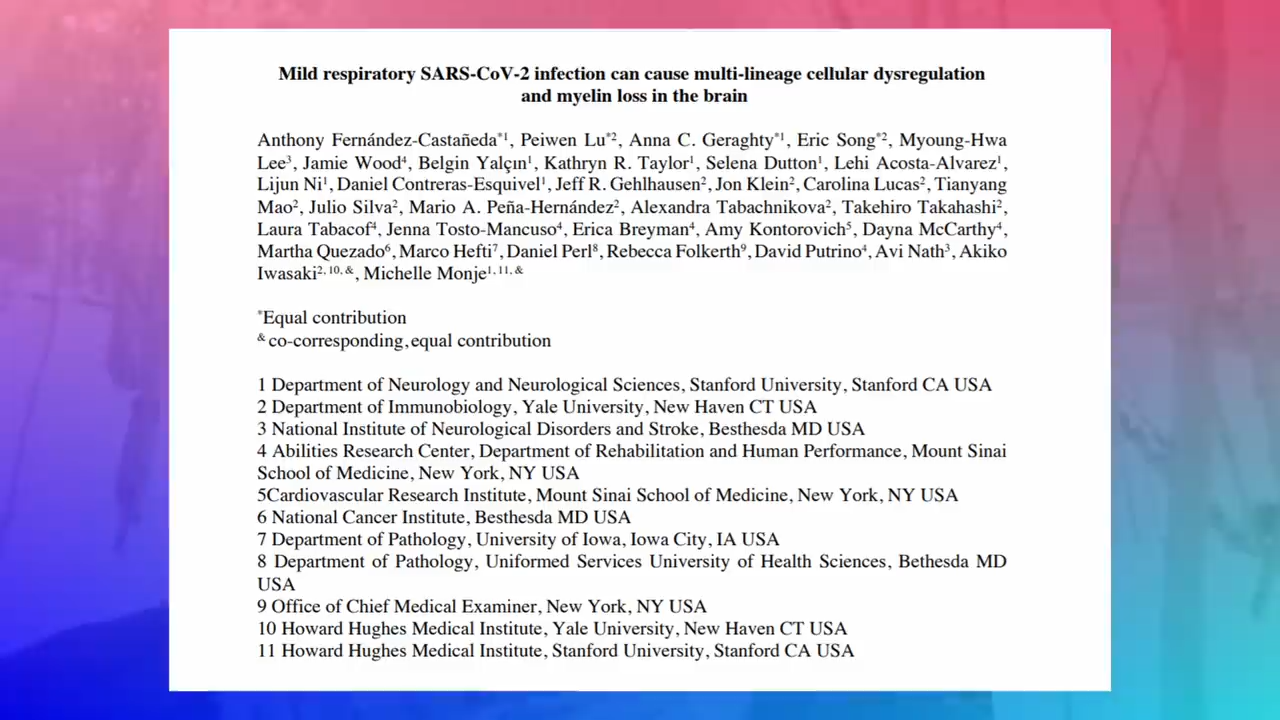 Mild respiratory SARS-CoV-2 infection can cause multi-lineage cellular dysregulation
and myelin loss in the brain
Anthony Fernández-Castañeda*1, Peiwen Lu*2, Anna C. Geraghty*1, Eric Song*2, Myoung-Hwa
Lee3, Jamie Wood4, Belgin Yalçın1, Kathryn R. Taylor1, Selena Dutton1, Lehi Acosta-Alvarez1,
Lijun Ni1, Daniel Contreras-Esquivel1, Jeff R. Gehlhausen2, Jon Klein2, Carolina Lucas2, Tianyang
Mao2, Julio Silva2, Mario A. Peña-Hernández2, Alexandra Tabachnikova2, Takehiro Takahashi2,
Laura Tabacof4, Jenna Tosto-Mancuso4, Erica Breyman4, Amy Kontorovich5, Dayna McCarthy4,
Martha Quezado6, Marco Hefti7, Daniel Perl8, Rebecca Folkerth9, David Putrino4, Avi Nath3, Akiko
Iwasaki2, 10, &, Michelle Monje1, 11, &
*Equal contribution
& co-corresponding, equal contribution
1 Department of Neurology and Neurological Sciences, Stanford University, Stanford CA USA
2 Department of Immunobiology, Yale University, New Haven CT USA
3 National Institute of Neurological Disorders and Stroke, Besthesda MD USA
4 Abilities Research Center, Department of Rehabilitation and Human Performance, Mount Sinai
School of Medicine, New York, NY USA
5Cardiovascular Research Institute, Mount Sinai School of Medicine, New York, NY USA
6 National Cancer Institute, Besthesda MD USA
7 Department of Pathology, University of Iowa, Iowa City, IA USA
8 Department of Pathology, Uniformed Services University of Health Sciences, Bethesda MD
USA
9 Office of Chief Medical Examiner, New York, NY USA
10 Howard Hughes Medical Institute, Yale University, New Haven CT USA
11 Howard Hughes Medical Institute, Stanford University, Stanford CA USA